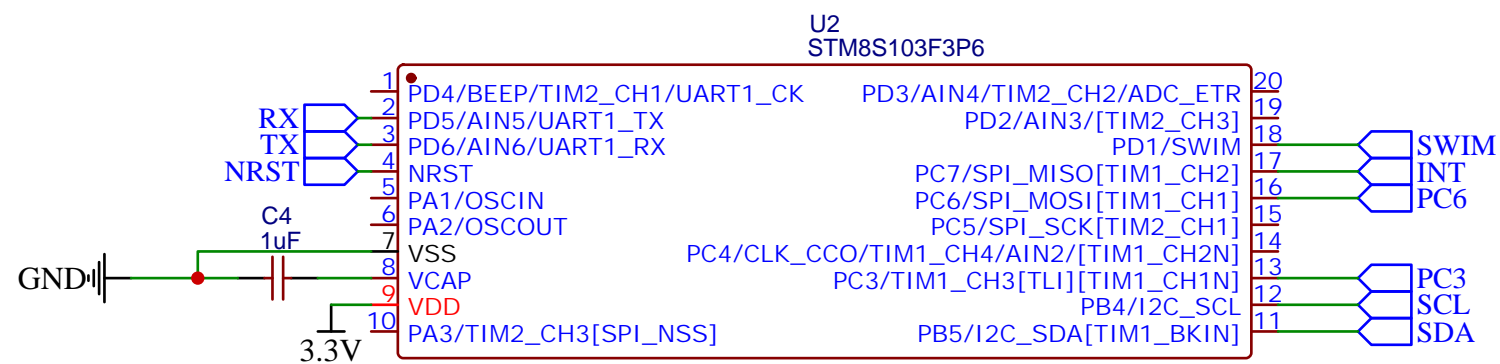 U2
STM8S103F3P6
1 PD4/BEEP/TIM2_CH1/UART1_CK PD3/AIN4/TIM2_CH2/ADC_ETR 20
RX 2 PD5/AIN5/UART1_TX PD2/AIN3/[TIM2_CH3] 19
TX 3 PD6/AIN6/UART1_RX PD1/SWIM 18 SWIM
NRST 4 NRST PC7/SPI_MISO[TIM1_CH2] 17 INT
5 PA1/OSCIN PC6/SPI_MOSI[TIM1_CH1] 16 PC6
C4 6 PA2/OSCOUT PC5/SPI_SCK[TIM2_CH1] 15
1uF 7 VSS PC4/CLK_CCO/TIM1_CH4/AIN2/[TIM1_CH2N] 14
GND 8 VCAP PC3/TIM1_CH3[TLI][TIM1_CH1N] 13 PC3
9 VDD PB4/I2C_SCL 12 SCL
10 PA3/TIM2_CH3[SPI_NSS] PB5/I2C_SDA[TIM1_BKIN] 11 SDA
3.3V